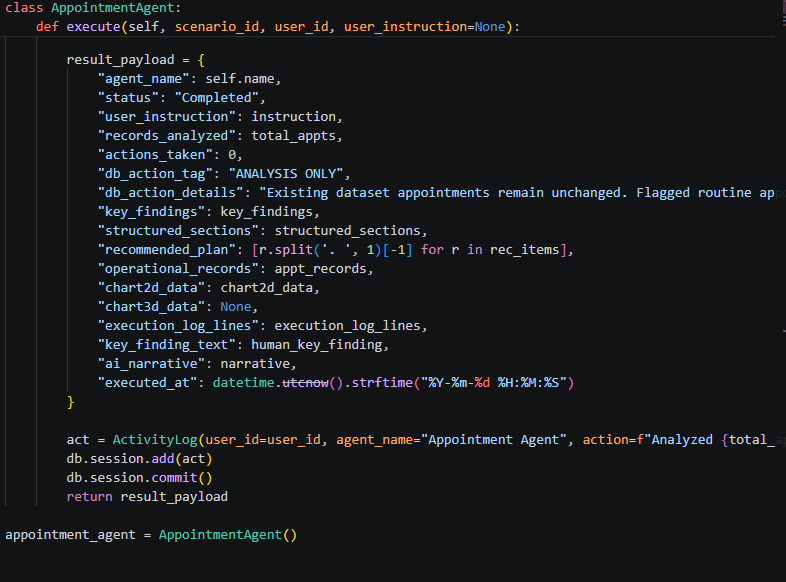 class AppointmentAgent:
    def execute(self, scenario_id, user_id, user_instruction=None):
        result_payload = {
            "agent_name": self.name,
            "status": "Completed",
            "user_instruction": instruction,
            "records_analyzed": total_appts,
            "actions_taken": 0,
            "db_action_tag": "ANALYSIS ONLY",
            "db_action_details": "Existing dataset appointments remain unchanged. Flagged routine
            "key_findings": key_findings,
            "structured_sections": structured_sections,
            "recommended_plan": [r.split('. ', 1)[-1] for r in rec_items],
            "operational_records": appt_records,
            "chart2d_data": chart2d_data,
            "chart3d_data": None,
            "execution_log_lines": execution_log_lines,
            "key_finding_text": human_key_finding,
            "ai_narrative": narrative,
            "executed_at": datetime.utcnow().strftime("%Y-%m-%d %H:%M:%S")
        }
        act = ActivityLog(user_id=user_id, agent_name="Appointment Agent", action=f"Analyzed {total_
        db.session.add(act)
        db.session.commit()
        return result_payload
appointment_agent = AppointmentAgent()